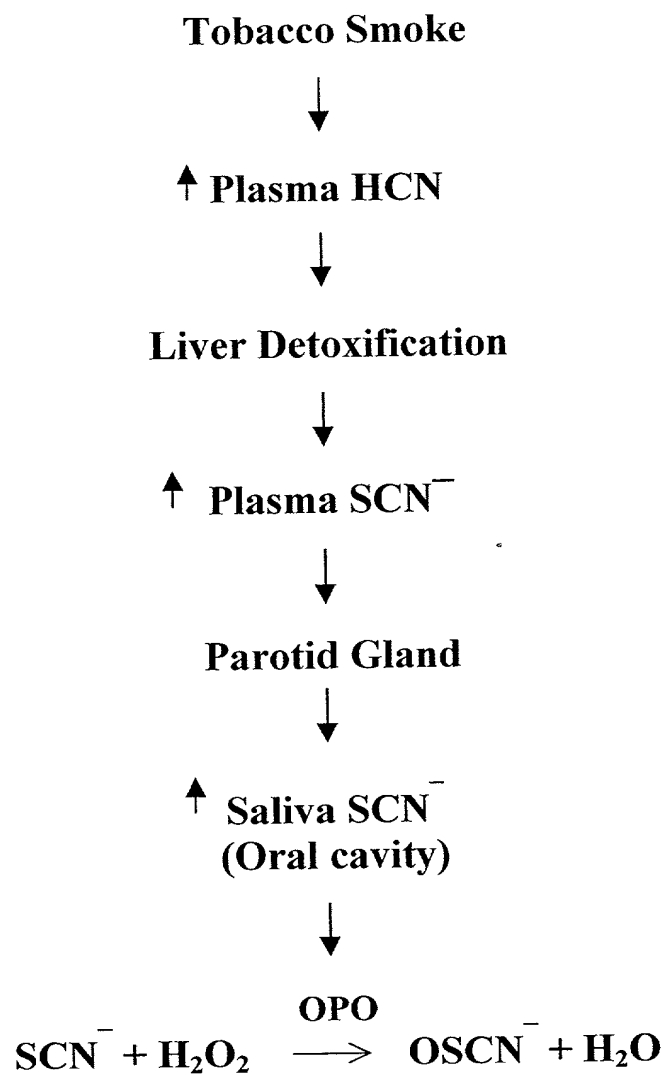 Tobacco Smoke
↓
↑ Plasma HCN
↓
Liver Detoxification
↓
↑ Plasma SCN⁻
↓
Parotid Gland
↓
↑ Saliva SCN⁻
(Oral cavity)
↓
OPO
SCN⁻ + H₂O₂ → OSCN⁻ + H₂O